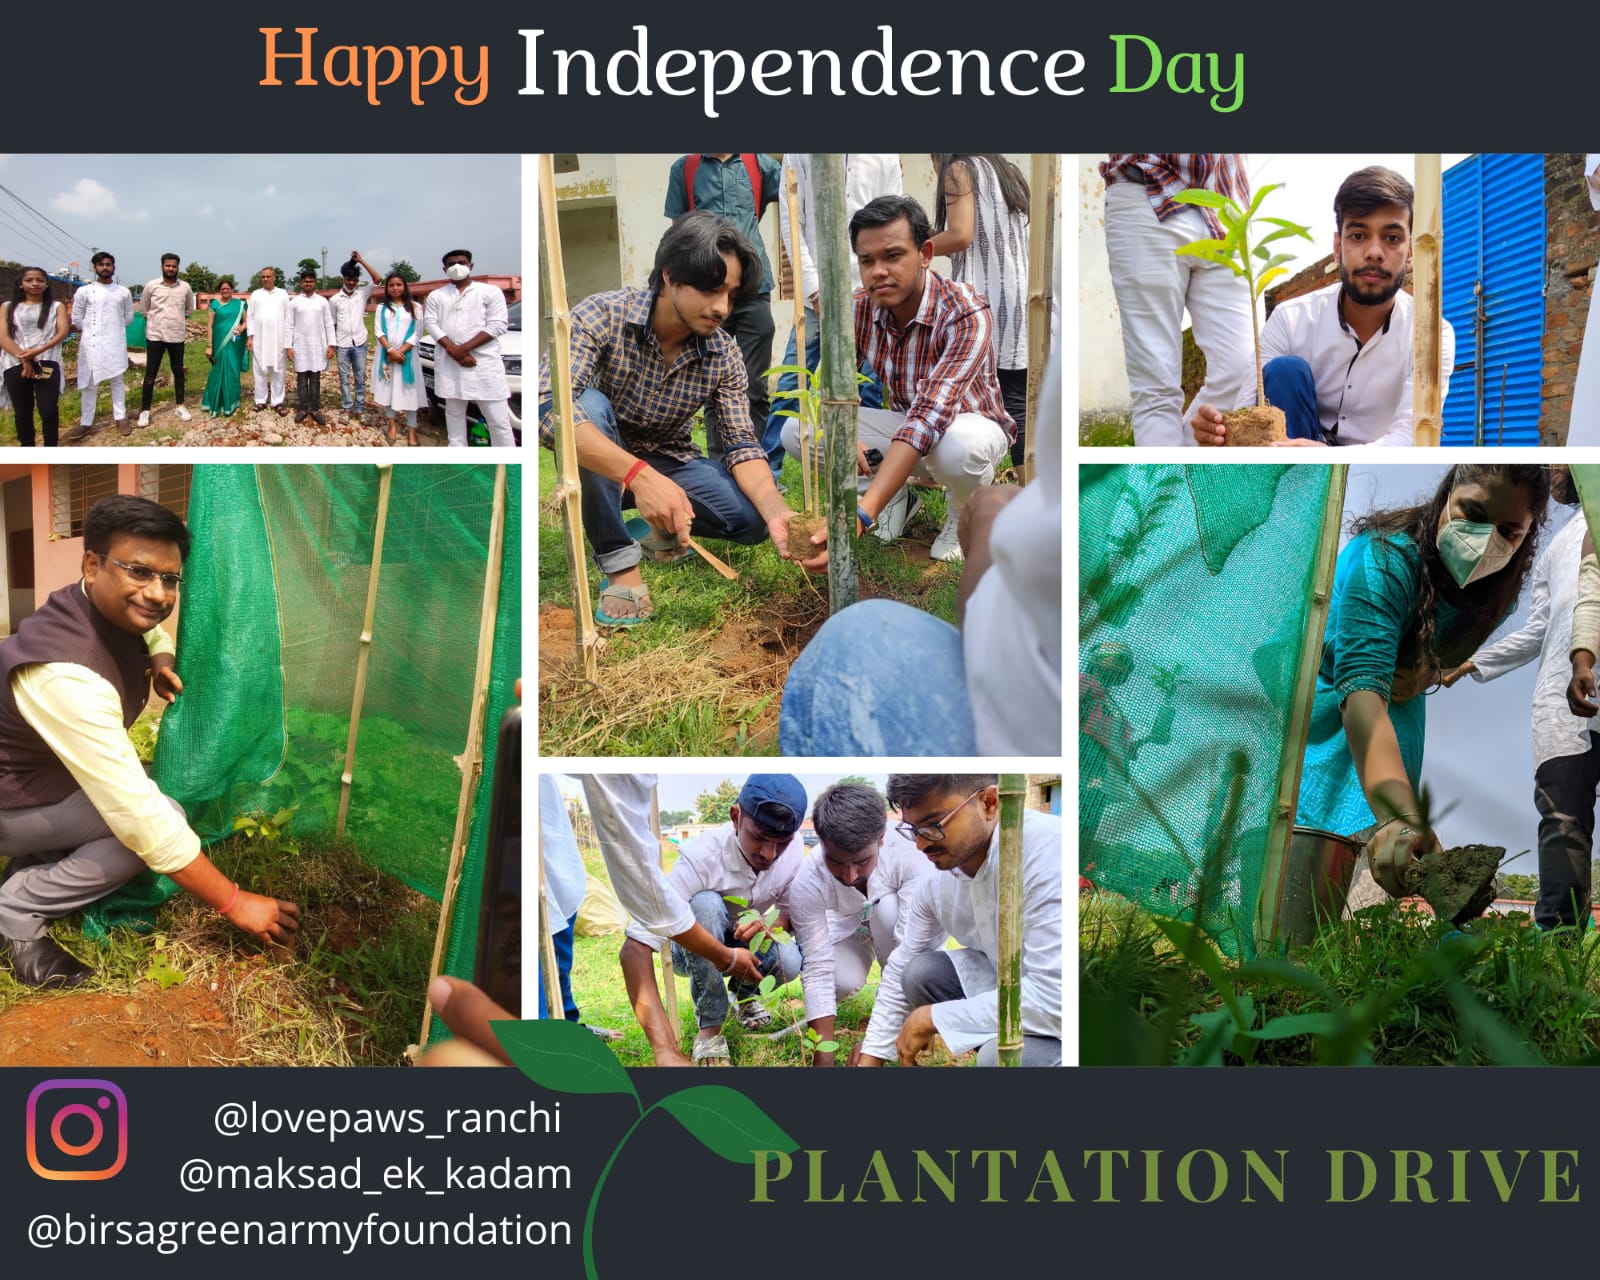 Happy Independence Day
@lovepaws_ranchi
@maksad_ek_kadam
@birsagreenarmyfoundation
PLANTATION DRIVE